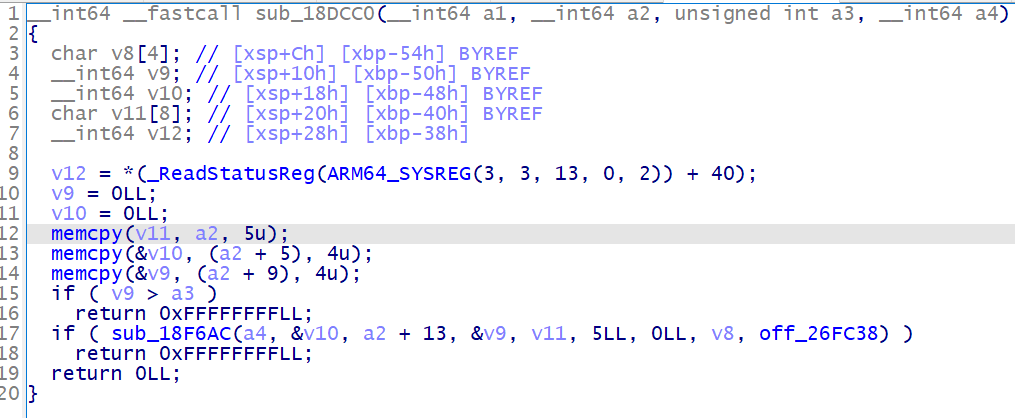 1 __int64 __fastcall sub_18DCC0(__int64 a1, __int64 a2, unsigned int a3, __int64 a4)
2 {
3   char v8[4]; // [xsp+Ch] [xbp-54h] BYREF
4   __int64 v9; // [xsp+10h] [xbp-50h] BYREF
5   __int64 v10; // [xsp+18h] [xbp-48h] BYREF
6   char v11[8]; // [xsp+20h] [xbp-40h] BYREF
7   __int64 v12; // [xsp+28h] [xbp-38h]
8
9   v12 = *(_ReadStatusReg(ARM64_SYSREG(3, 3, 13, 0, 2)) + 40);
10   v9 = 0LL;
11   v10 = 0LL;
12   memcpy(v11, a2, 5u);
13   memcpy(&v10, (a2 + 5), 4u);
14   memcpy(&v9, (a2 + 9), 4u);
15   if ( v9 > a3 )
16     return 0xFFFFFFFFLL;
17   if ( sub_18F6AC(a4, &v10, a2 + 13, &v9, v11, 5LL, 0LL, v8, off_26FC38) )
18     return 0xFFFFFFFFLL;
19   return 0LL;
20 }